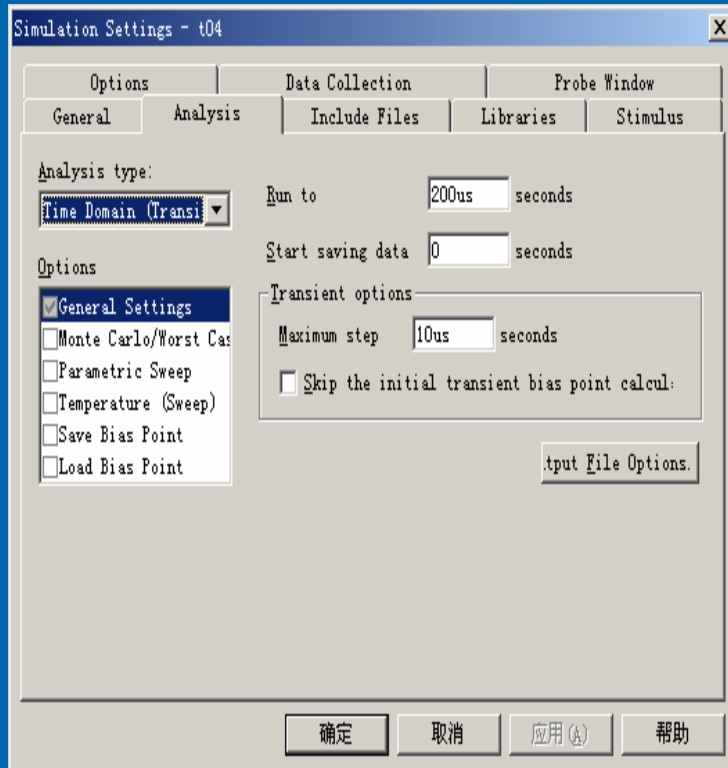 Simulation Settings - t04
Options Data Collection Probe Window
General Analysis Include Files Libraries Stimulus
Analysis type:
Time Domain (Transi
Run to 200us seconds
Start saving data 0 seconds
Options
General Settings
Monte Carlo/Worst Cas
Parametric Sweep
Temperature (Sweep)
Save Bias Point
Load Bias Point
Transient options
Maximum step 10us seconds
Skip the initial transient bias point calcul
.tput File Options.
确定 取消 应用(A) 帮助